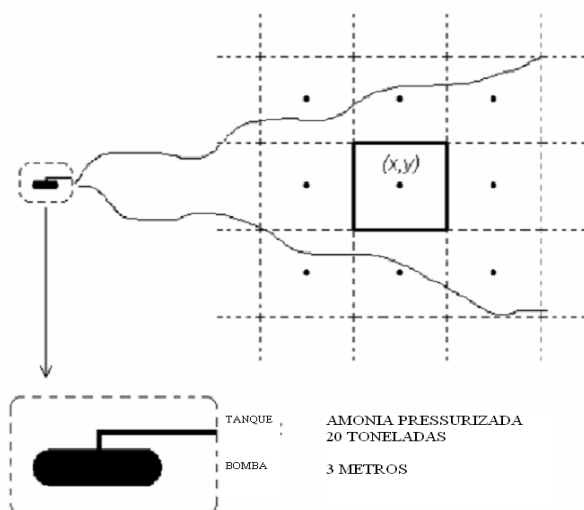 (x,y)
TANQUE : AMONIA PRESSURIZADA
20 TONELADAS
BOMBA 3 METROS